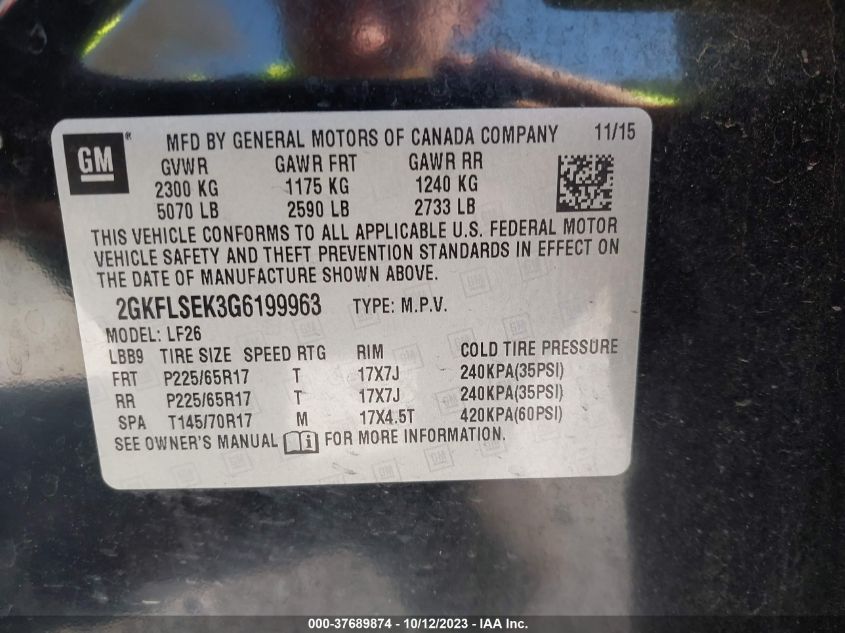 GM ® MFD BY GENERAL MOTORS OF CANADA COMPANY 11/15
GVWR GAWR FRT GAWR RR
2300 KG 1175 KG 1240 KG
5070 LB 2590 LB 2733 LB
THIS VEHICLE CONFORMS TO ALL APPLICABLE U.S. FEDERAL MOTOR
VEHICLE SAFETY AND THEFT PREVENTION STANDARDS IN EFFECT ON
THE DATE OF MANUFACTURE SHOWN ABOVE.
2GKFLSEK3G6199963 TYPE: M.P.V.
MODEL: LF26
LBB9 TIRE SIZE SPEED RTG RIM COLD TIRE PRESSURE
FRT P225/65R17 T 17X7J 240KPA(35PSI)
RR P225/65R17 T 17X7J 240KPA(35PSI)
SPA T145/70R17 M 17X4.5T 420KPA(60PSI)
SEE OWNER'S MANUAL i FOR MORE INFORMATION.
000-37689874 - 10/12/2023 - IAA Inc.